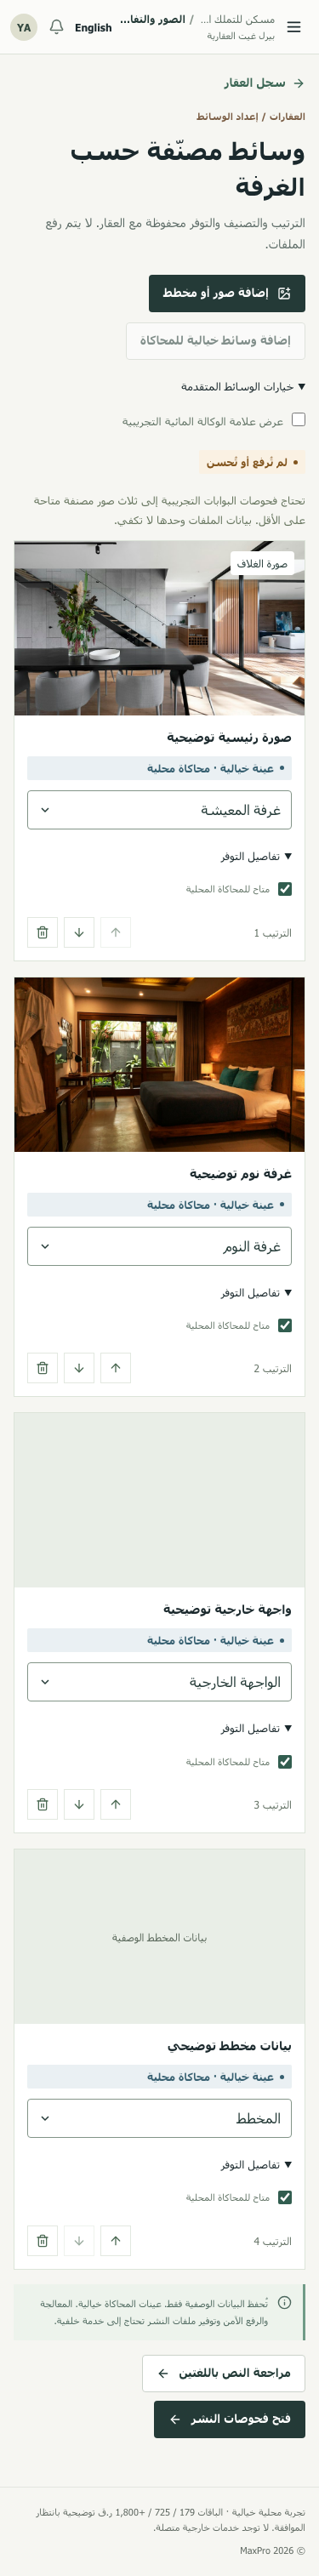 مسكن للتملك ا... / الصور والنفا...
بيرل غيت العقارية
English
YA
سجل العقار
العقارات / إعداد الوسائط
وسائط مصنّفة حسب
الغرفة
الترتيب والتصنيف والتوفر محفوظة مع العقار. لا يتم رفع
الملفات.
إضافة صور أو مخطط
إضافة وسائط خيالية للمحاكاة
خيارات الوسائط المتقدمة
عرض علامة الوكالة المائية التجريبية
لم تُرفع أو تُحسن
تحتاج فحوصات البوابات التجريبية إلى ثلاث صور مصنفة متاحة
على الأقل. بيانات الملفات وحدها لا تكفي.
صورة الغلاف
صورة رئيسية توضيحية
عينة خيالية · محاكاة محلية
غرفة المعيشة
تفاصيل التوفر
متاح للمحاكاة المحلية
الترتيب 1
غرفة نوم توضيحية
عينة خيالية · محاكاة محلية
غرفة النوم
تفاصيل التوفر
متاح للمحاكاة المحلية
الترتيب 2
واجهة خارجية توضيحية
عينة خيالية · محاكاة محلية
الواجهة الخارجية
تفاصيل التوفر
متاح للمحاكاة المحلية
الترتيب 3
بيانات المخطط الوصفية
بيانات مخطط توضيحي
عينة خيالية · محاكاة محلية
المخطط
تفاصيل التوفر
متاح للمحاكاة المحلية
الترتيب 4
تُحفظ البيانات الوصفية فقط. عينات المحاكاة خيالية. المعالجة
والرفع الآمن وتوفير ملفات النشر تحتاج إلى خدمة خلفية.
مراجعة النص باللغتين
فتح فحوصات النشر
تجربة محلية خيالية · الباقات 179 / 725 / +1,800 ر.ق توضيحية بانتظار
الموافقة. لا توجد خدمات خارجية متصلة.
© 2026 MaxPro